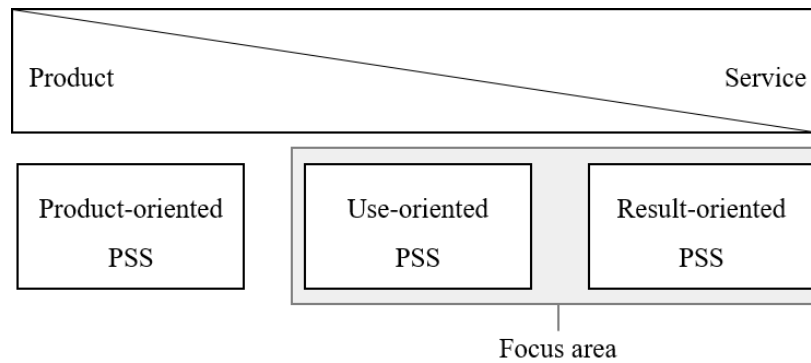 Product
Service
Product-oriented
PSS
Use-oriented
PSS
Result-oriented
PSS
Focus area